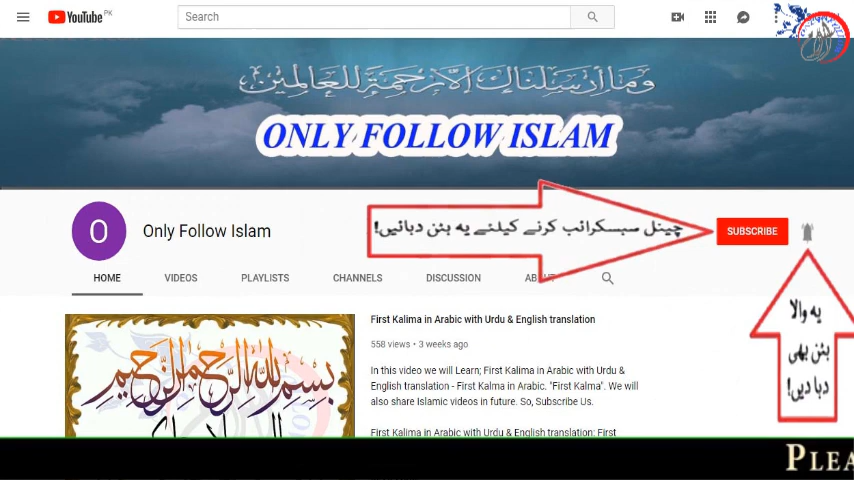 YouTube PK
Search
وما ارسلناك الا رحمة للعالمين
ONLY FOLLOW ISLAM
O
Only Follow Islam
چینل سبسکرائب کرنے کیلئے یہ بٹن دبائیں!
SUBSCRIBE
HOME
VIDEOS
PLAYLISTS
CHANNELS
DISCUSSION
یہ والا
بٹن بھی
دبا دیں!
First Kalima in Arabic with Urdu & English translation
558 views • 3 weeks ago
In this video we will Learn; First Kalima in Arabic with Urdu &
English translation - First Kalma in Arabic. "First Kalma". We will
also share Islamic videos in future. So, Subscribe Us.
First Kalima in Arabic with Urdu & English translation: First
بسم الله الرحمن الرحيم